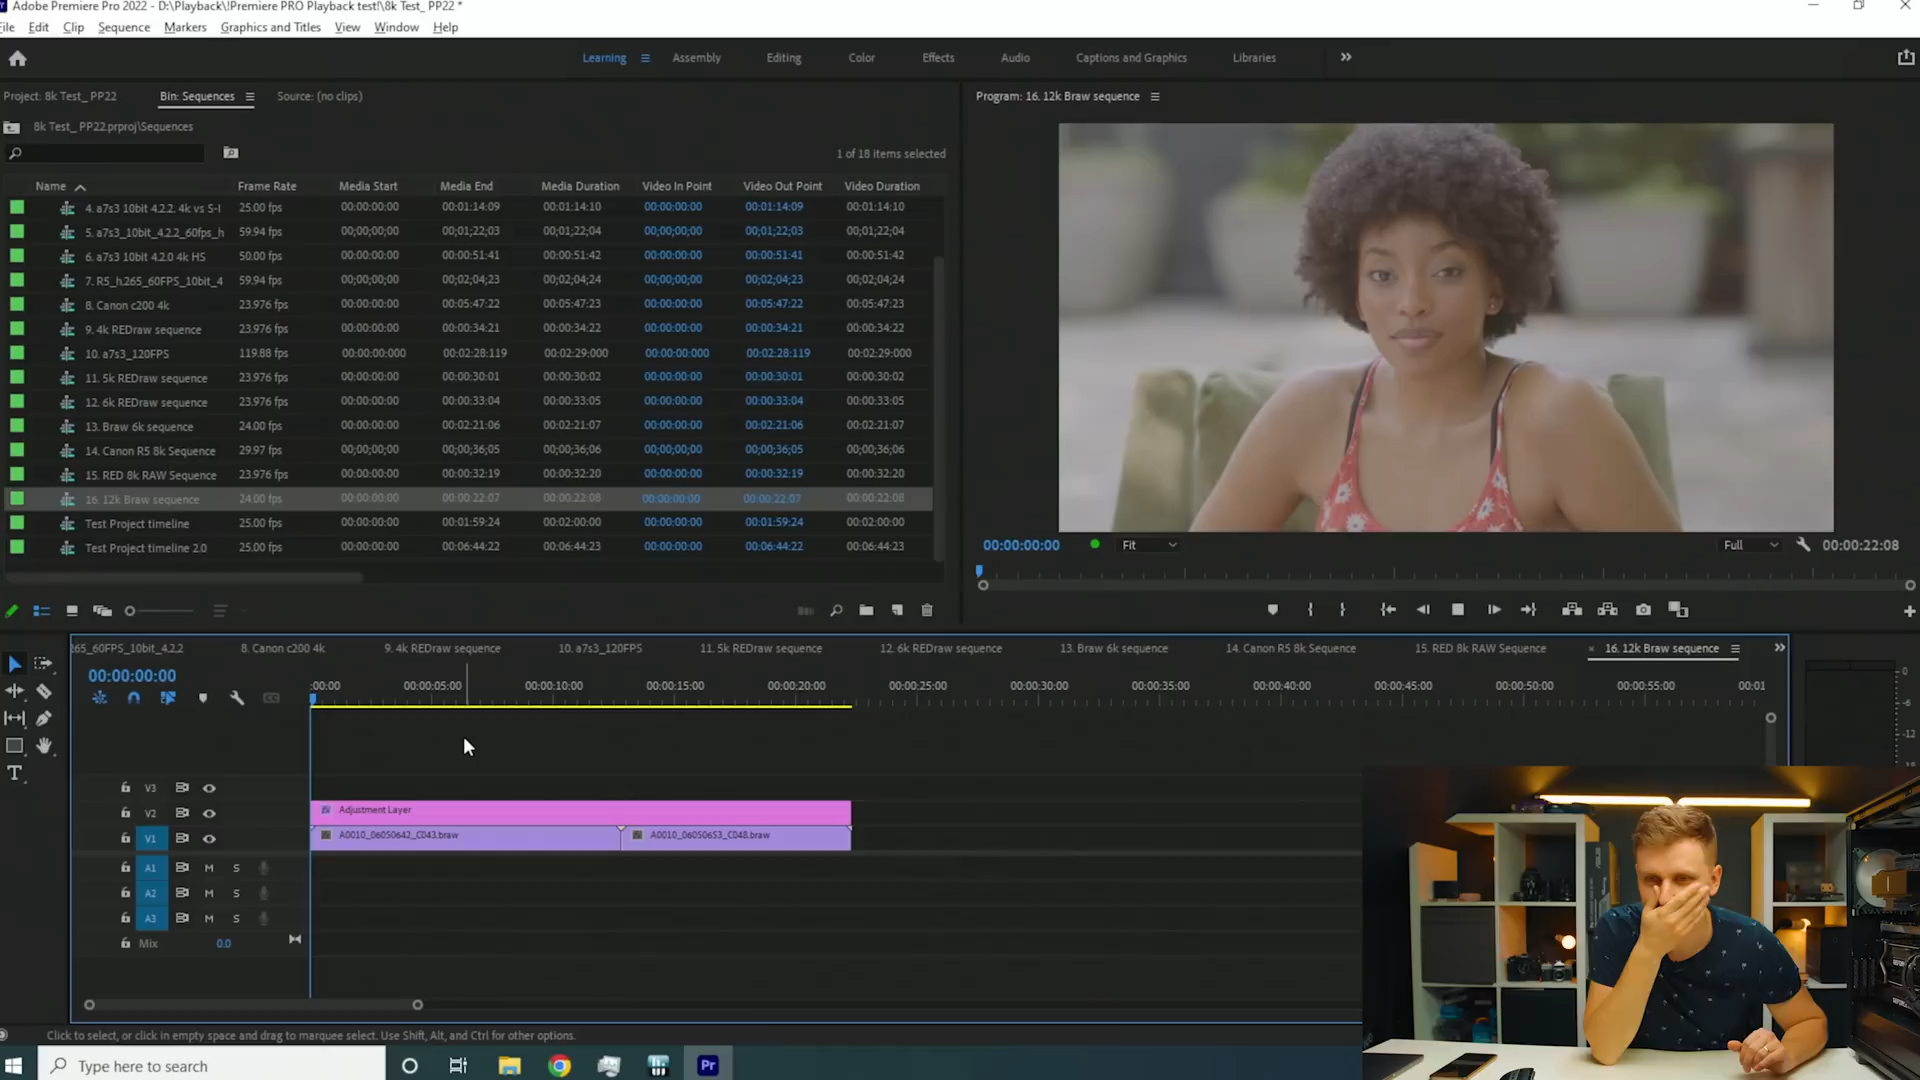 Adobe Premiere Pro 2022 - D:\Playback\!Premiere PRO Playback test!\8k Test_ PP22 *
File Edit Clip Sequence Markers Graphics and Titles View Window Help
Learning Assembly Editing Color Effects Audio Captions and Graphics Libraries
Project: 8k Test_ PP22 Bin: Sequences Source: (no clips)
Program: 16. 12k Braw sequence
8k Test_ PP22.prproj\Sequences
1 of 18 items selected
Name Frame Rate Media Start Media End Media Duration Video In Point Video Out Point Video Duration
4. a7s3 10bit 4.2.2. 4k vs S-I 25.00 fps 00:00:00:00 00:01:14:09 00:01:14:10 00:00:00:00 00:01:14:09 00:01:14:10
5. a7s3_10bit_4.2.2_60fps_h 59.94 fps 00;00;00;00 00;01;22;03 00;01;22;04 00;00;00;00 00;01;22;03 00;01;22;04
6. a7s3 10bit 4.2.0 4k HS 50.00 fps 00:00:00:00 00:00:51:41 00:00:51:42 00:00:00:00 00:00:51:41 00:00:51:42
7. R5_h.265_60FPS_10bit_4 59.94 fps 00;00;00;00 00;02;04;23 00;02;04;24 00;00;00;00 00;02;04;23 00;02;04;24
8. Canon c200 4k 23.976 fps 00:00:00:00 00:05:47:22 00:05:47:23 00:00:00:00 00:05:47:22 00:05:47:23
9. 4k REDraw sequence 23.976 fps 00:00:00:00 00:00:34:21 00:00:34:22 00:00:00:00 00:00:34:21 00:00:34:22
10. a7s3_120FPS 119.88 fps 00:00:00:000 00:02:28:119 00:02:29:000 00:00:00:000 00:02:28:119 00:02:29:000
11. 5k REDraw sequence 23.976 fps 00:00:00:00 00:00:30:01 00:00:30:02 00:00:00:00 00:00:30:01 00:00:30:02
12. 6k REDraw sequence 23.976 fps 00:00:00:00 00:00:33:04 00:00:33:05 00:00:00:00 00:00:33:04 00:00:33:05
13. Braw 6k sequence 24.00 fps 00:00:00:00 00:02:21:06 00:02:21:07 00:00:00:00 00:02:21:06 00:02:21:07
14. Canon R5 8k Sequence 29.97 fps 00;00;00;00 00;00;36;05 00;00;36;06 00;00;00;00 00;00;36;05 00;00;36;06
15. RED 8k RAW Sequence 23.976 fps 00:00:00:00 00:00:32:19 00:00:32:20 00:00:00:00 00:00:32:19 00:00:32:20
16. 12k Braw sequence 24.00 fps 00:00:00:00 00:00:22:07 00:00:22:08 00:00:00:00 00:00:22:07 00:00:22:08
Test Project timeline 25.00 fps 00:00:00:00 00:01:59:24 00:02:00:00 00:00:00:00 00:01:59:24 00:02:00:00
Test Project timeline 2.0 25.00 fps 00:00:00:00 00:06:44:22 00:06:44:23 00:00:00:00 00:06:44:22 00:06:44:23
00:00:00:00 Fit Full 00:00:22:08
265_60FPS_10bit_4.2.2 8. Canon c200 4k 9. 4k REDraw sequence 10. a7s3_120FPS 11. 5k REDraw sequence 12. 6k REDraw sequence 13. Braw 6k sequence 14. Canon R5 8k Sequence 15. RED 8k RAW Sequence × 16. 12k Braw sequence
00:00:00:00
:00:00 00:00:05:00 00:00:10:00 00:00:15:00 00:00:20:00 00:00:25:00 00:00:30:00 00:00:35:00 00:00:40:00 00:00:45:00 00:00:50:00 00:00:55:00 00:01
0
-6
-12
V3
V2 Adjustment Layer
V1 A0010_06050642_C043.braw A0010_06050653_C048.braw
A1 M S
A2 M S
A3 M S
Mix 0.0
Click to select, or click in empty space and drag to marquee select. Use Shift, Alt, and Ctrl for other options.
Type here to search
Pr